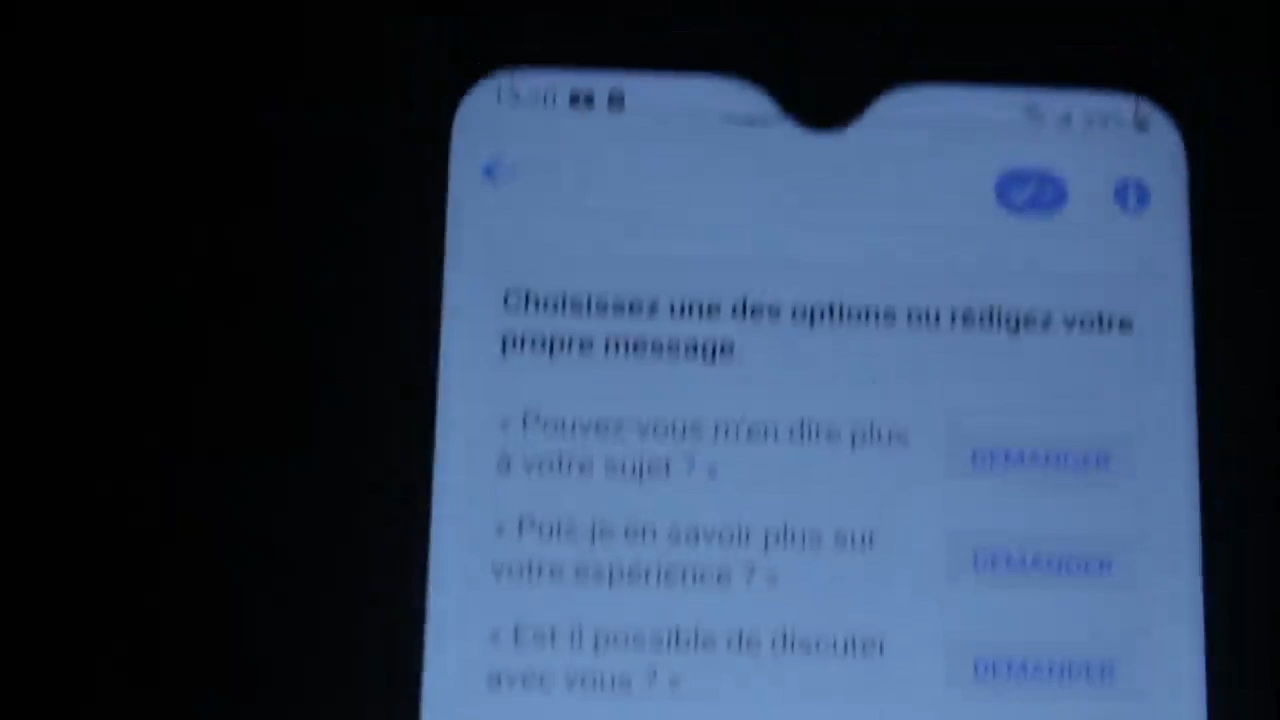 Choisissez une des options ou rédigez votre
propre message
« Pouvez-vous m'en dire plus
à votre sujet ? »
DEMANDER
« Puis-je en savoir plus sur
votre expérience ? »
DEMANDER
« Est-il possible de discuter
avec vous ? »
DEMANDER